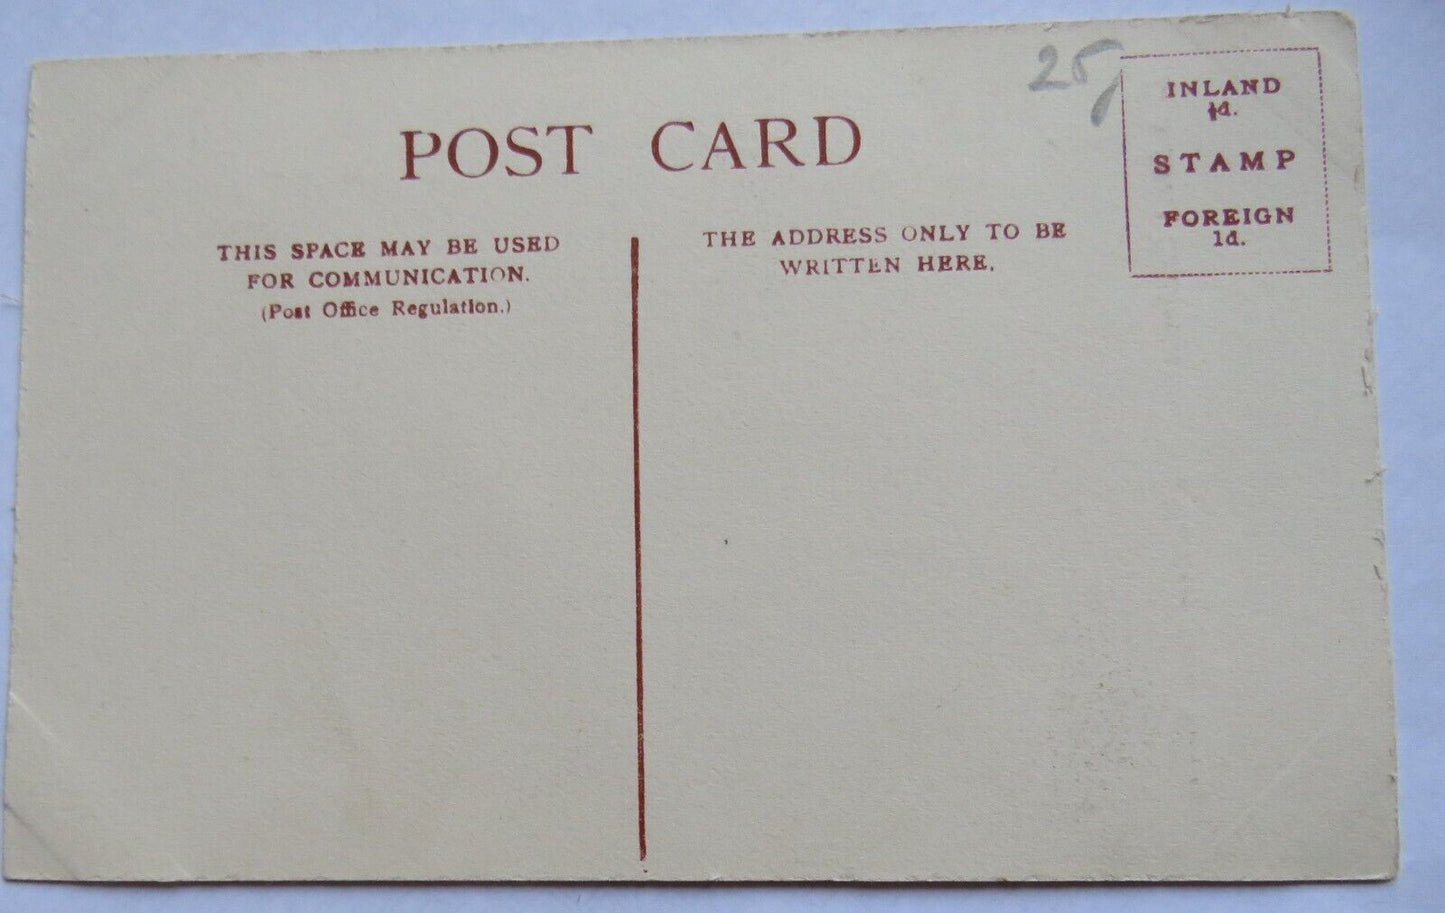 POST CARD
THIS SPACE MAY BE USED
FOR COMMUNICATION.
(Post Office Regulation.)
THE ADDRESS ONLY TO BE
WRITTEN HERE.
25
INLAND
½d.
STAMP
FOREIGN
1d.